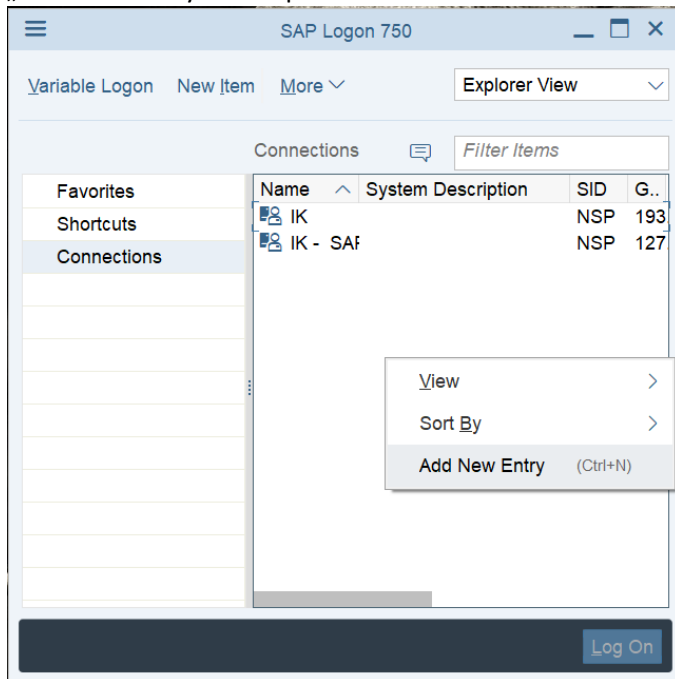 SAP Logon 750
Variable Logon New Item More Explorer View
Connections Filter Items
Favorites
Shortcuts
Connections
Name System Description SID G..
IK NSP 193
IK - SAF NSP 127
View
Sort By
Add New Entry (Ctrl+N)
Log On